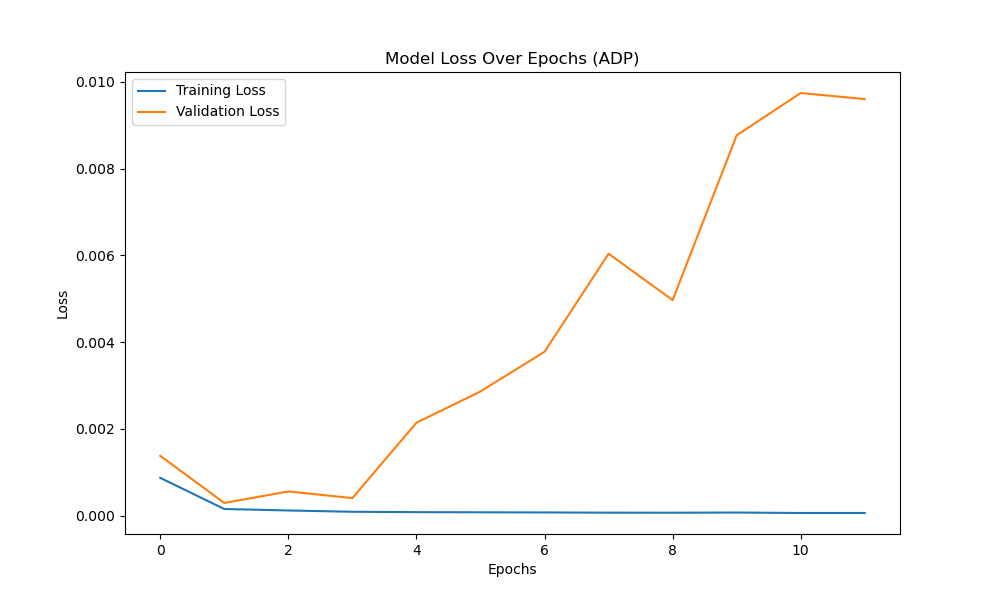 Model Loss Over Epochs (ADP)
Training Loss
Validation Loss
0.010
0.008
0.006
0.004
0.002
0.000
Loss
0 2 4 6 8 10
Epochs